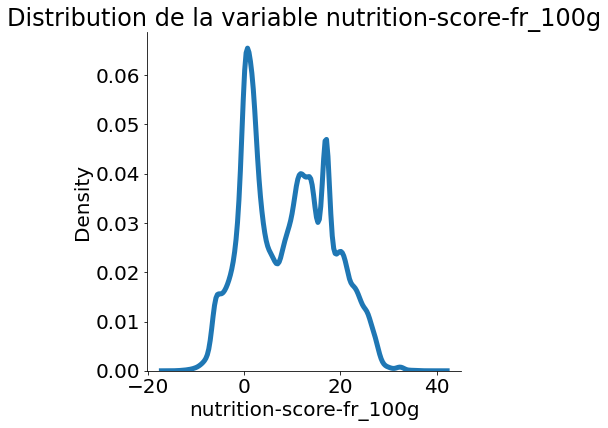 Distribution de la variable nutrition-score-fr_100g
0.06
0.05
0.04
0.03
0.02
0.01
0.00
Density
−20 0 20 40
nutrition-score-fr_100g